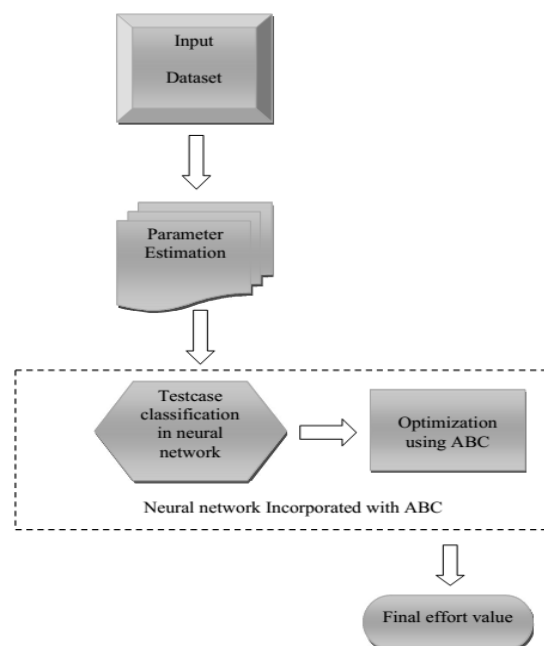 Input
Dataset
Parameter
Estimation
Testcase
classification
in neural
network
Optimization
using ABC
Neural network Incorporated with ABC
Final effort value